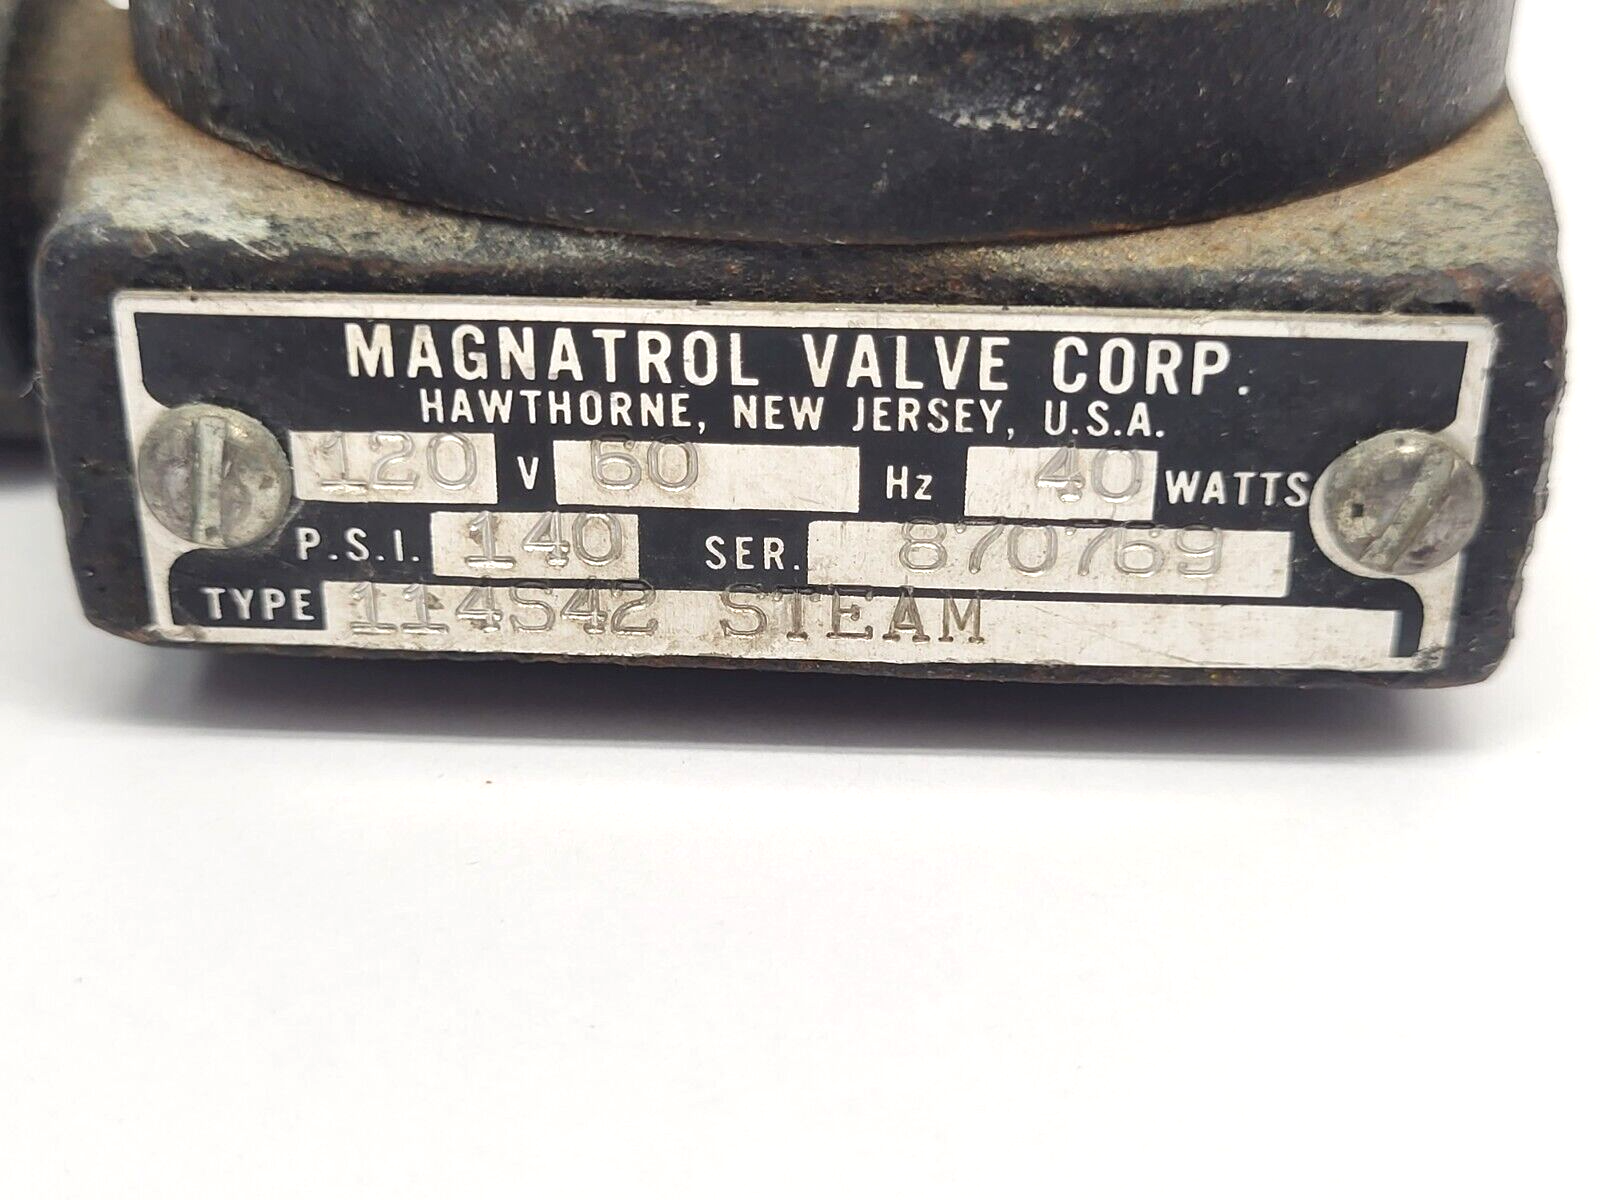 MAGNATROL VALVE CORP.
HAWTHORNE, NEW JERSEY, U.S.A.
120 V 60 Hz 40 WATTS
P.S.I. 140 SER. 870769
TYPE 114S42 STEAM